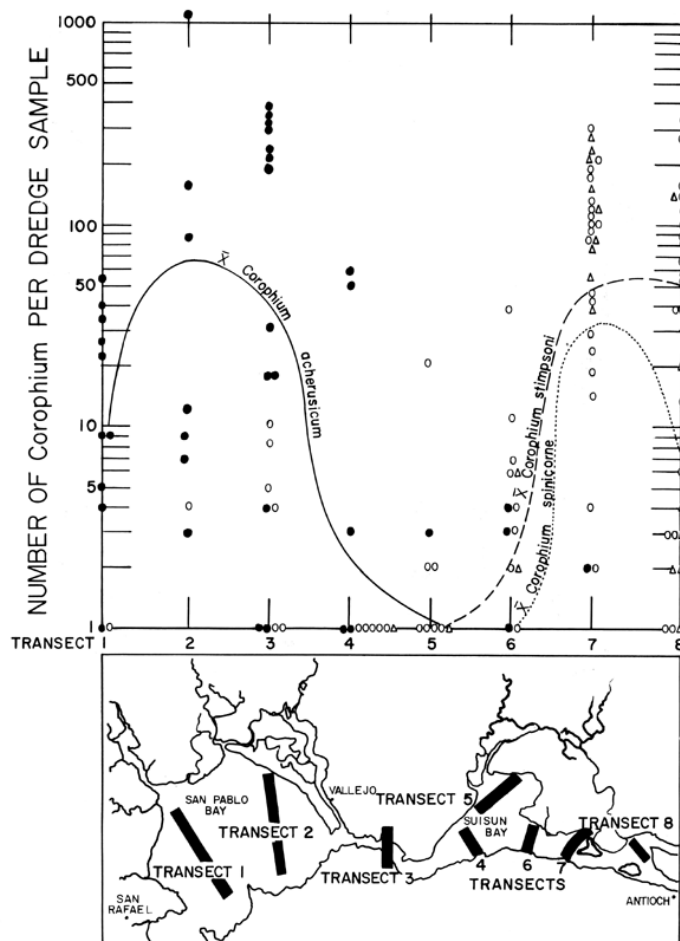 NUMBER OF Corophium PER DREDGE SAMPLE
1000
500
100
50
10
5
1
X̄ Corophium acherusicum
X̄ Corophium stimpsoni
X̄ Corophium spinicorne
TRANSECT 1 2 3 4 5 6 7 8
SAN PABLO
BAY
VALLEJO
TRANSECT 5
TRANSECT 2
SUISUN
BAY
TRANSECT 8
TRANSECT 1
TRANSECT 3
4 6 7
TRANSECTS
SAN
RAFAEL
ANTIOCH